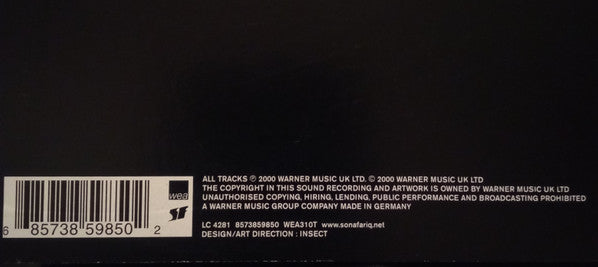 ALL TRACKS ℗ 2000 WARNER MUSIC UK LTD. © 2000 WARNER MUSIC UK LTD
THE COPYRIGHT IN THIS SOUND RECORDING AND ARTWORK IS OWNED BY WARNER MUSIC UK LTD
UNAUTHORISED COPYING, HIRING, LENDING, PUBLIC PERFORMANCE AND BROADCASTING PROHIBITED
A WARNER MUSIC GROUP COMPANY MADE IN GERMANY
LC 4281 8573859850 WEA310T www.sonafariq.net
DESIGN/ART DIRECTION : INSECT
wea
SF
6 85738 59850 2